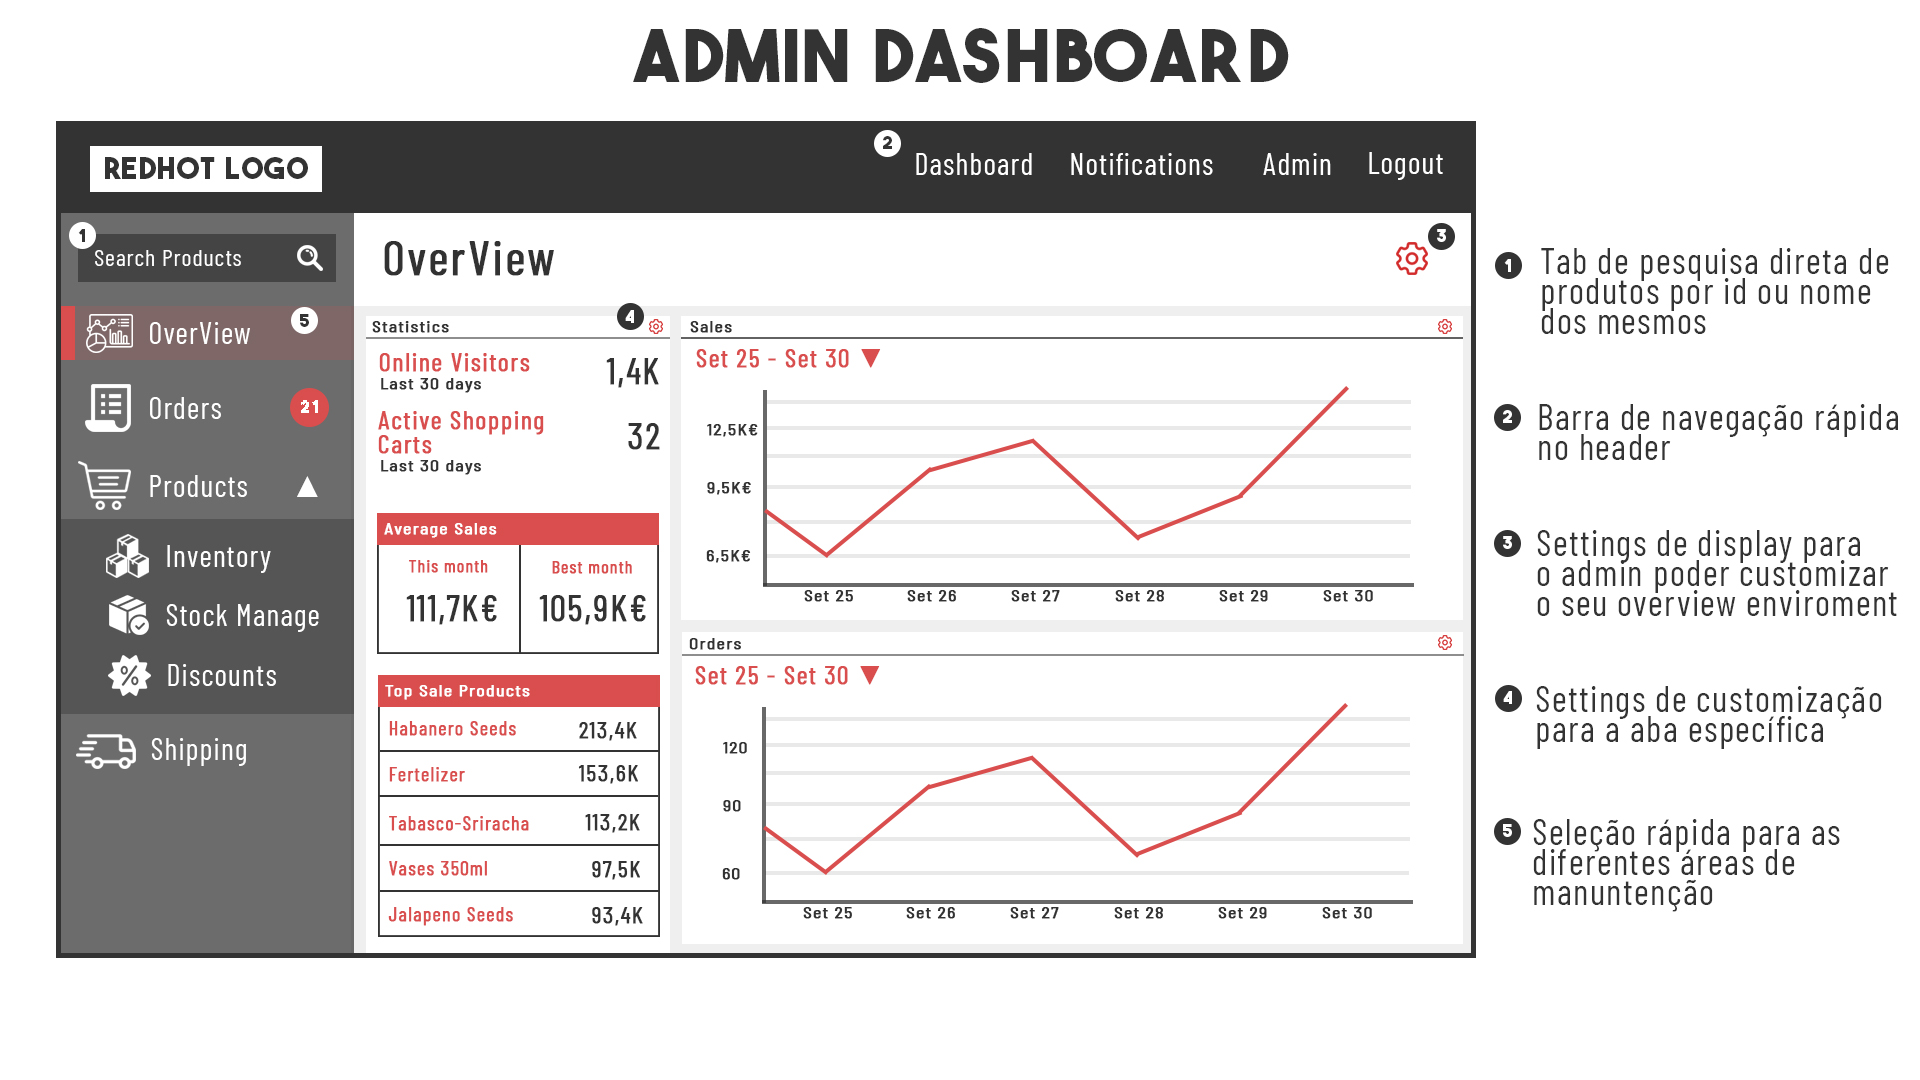 ADMIN DASHBOARD
REDHOT LOGO
2
Dashboard
Notifications
Admin
Logout
1
Search Products
OverView
5
Orders
21
Products
Inventory
Stock Manage
Discounts
Shipping
OverView
3
Statistics
4
Online Visitors
Last 30 days
1,4K
Active Shopping
Carts
Last 30 days
32
Average Sales
This month
111,7K€
Best month
105,9K€
Top Sale Products
Habanero Seeds 213,4K
Fertelizer 153,6K
Tabasco-Sriracha 113,2K
Vases 350ml 97,5K
Jalapeno Seeds 93,4K
Sales
Set 25 - Set 30
12,5K€
9,5K€
6,5K€
Set 25 Set 26 Set 27 Set 28 Set 29 Set 30
Orders
Set 25 - Set 30
120
90
60
Set 25 Set 26 Set 27 Set 28 Set 29 Set 30
1 Tab de pesquisa direta de
produtos por id ou nome
dos mesmos
2 Barra de navegação rápida
no header
3 Settings de display para
o admin poder customizar
o seu overview enviroment
4 Settings de customização
para a aba específica
5 Seleção rápida para as
diferentes áreas de
manuntenção